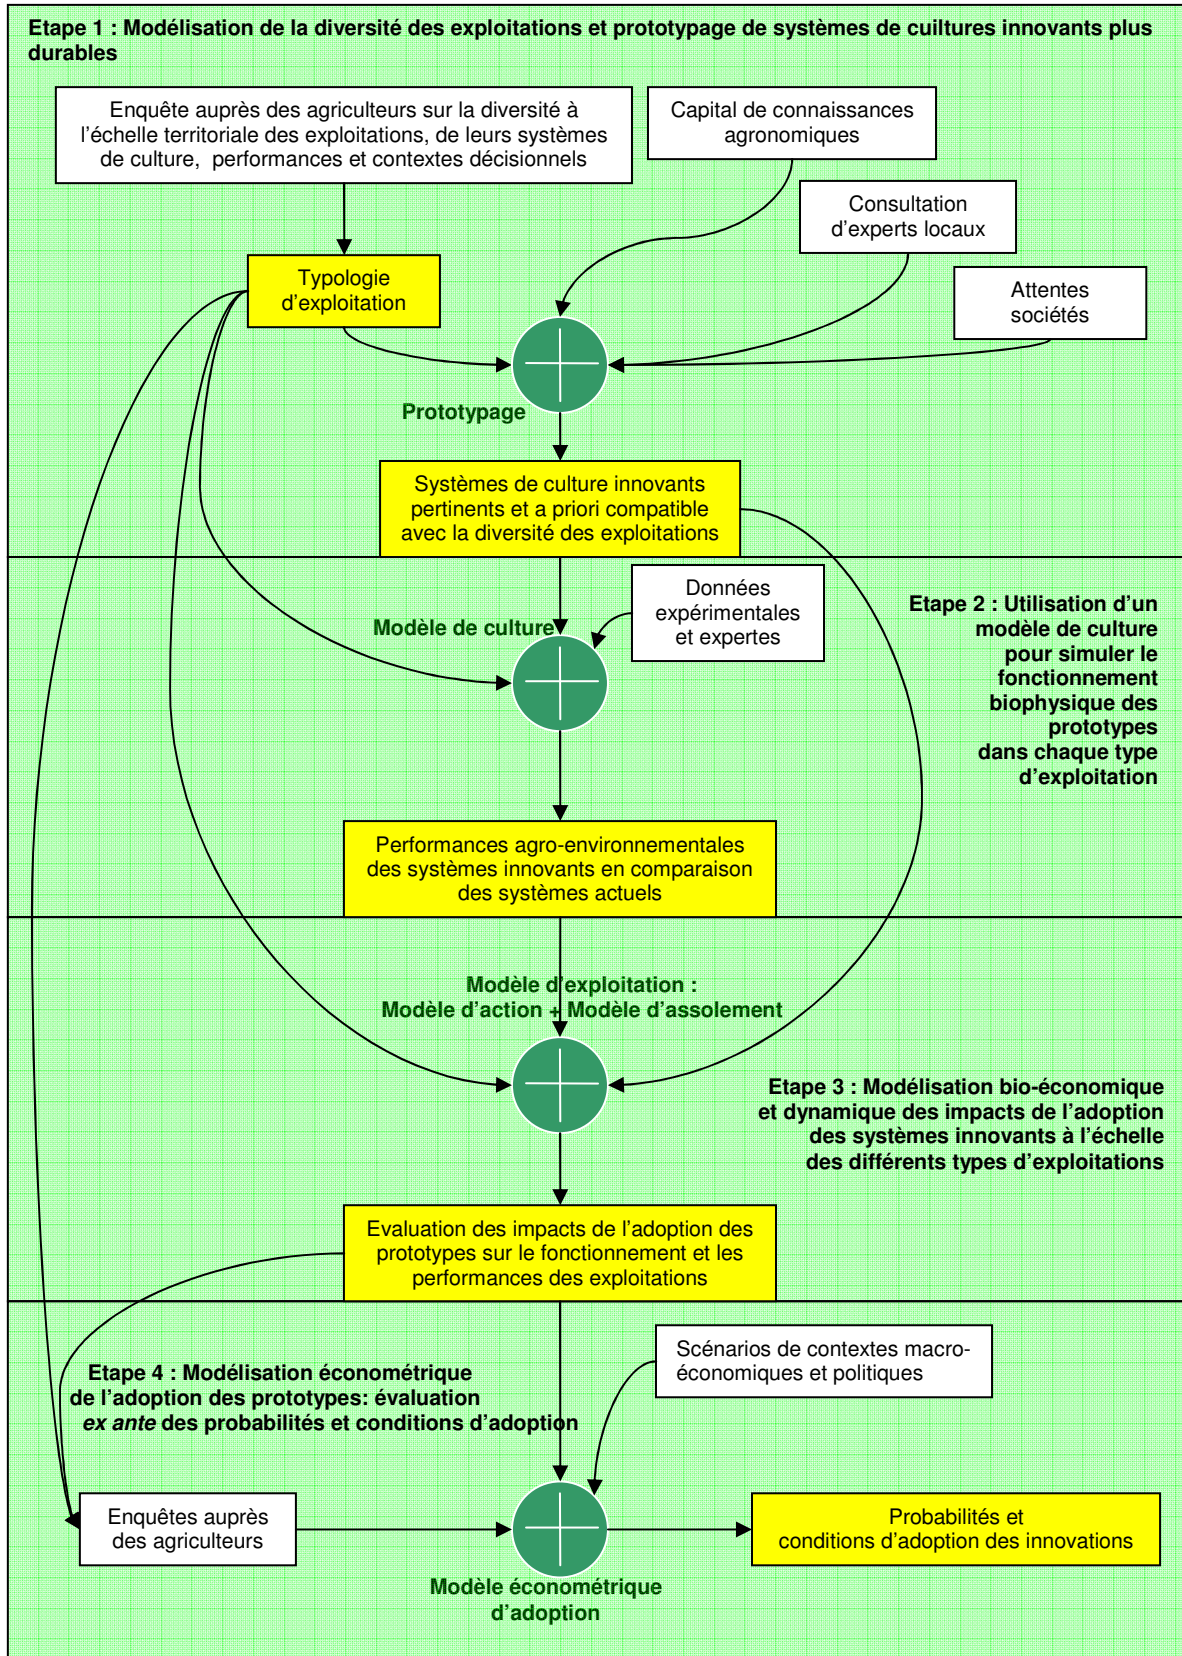 Etape 1 : Modélisation de la diversité des exploitations et prototypage de systèmes de cuiltures innovants plus
durables
Enquête auprès des agriculteurs sur la diversité à
l'échelle territoriale des exploitations, de leurs systèmes
de culture, performances et contextes décisionnels
Capital de connaissances
agronomiques
Consultation
d'experts locaux
Typologie
d'exploitation
Attentes
sociétés
Prototypage
Systèmes de culture innovants
pertinents et a priori compatible
avec la diversité des exploitations
Données
expérimentales
et expertes
Modèle de culture
Etape 2 : Utilisation d'un
modèle de culture
pour simuler le
fonctionnement
biophysique des
prototypes
dans chaque type
d'exploitation
Performances agro-environnementales
des systèmes innovants en comparaison
des systèmes actuels
Modèle d'exploitation :
Modèle d'action + Modèle d'assolement
Etape 3 : Modélisation bio-économique
et dynamique des impacts de l'adoption
des systèmes innovants à l'échelle
des différents types d'exploitations
Evaluation des impacts de l'adoption des
prototypes sur le fonctionnement et les
performances des exploitations
Scénarios de contextes macro-
économiques et politiques
Etape 4 : Modélisation économétrique
de l'adoption des prototypes: évaluation
ex ante des probabilités et conditions d'adoption
Enquêtes auprès
des agriculteurs
Probabilités et
conditions d'adoption des innovations
Modèle économétrique
d'adoption